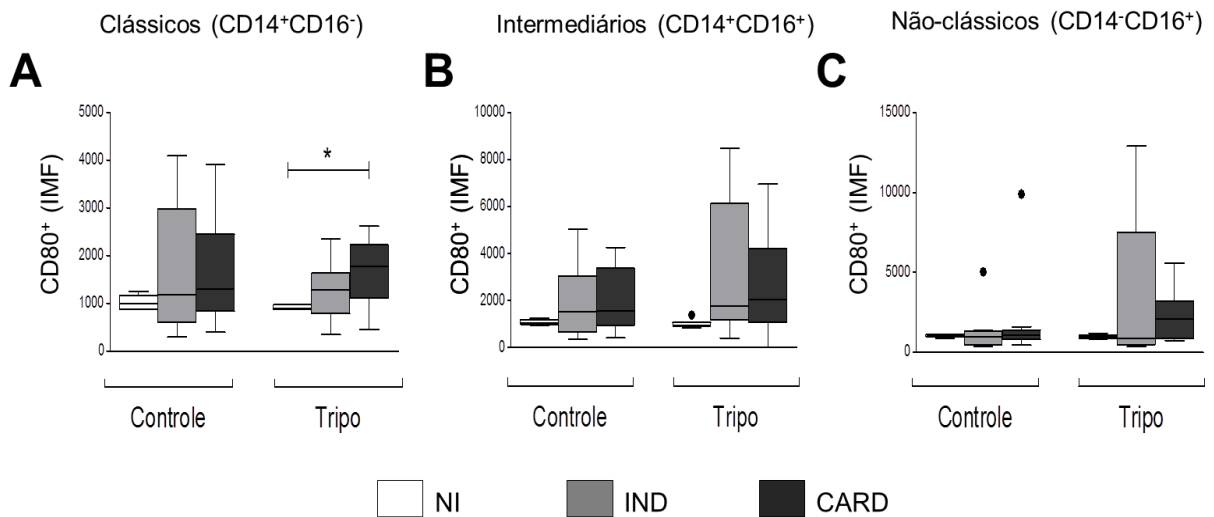 Clássicos (CD14⁺CD16⁻)
Intermediários (CD14⁺CD16⁺)
Não-clássicos (CD14⁻CD16⁺)
A
B
C
CD80⁺ (IMF)
5000
4000
3000
2000
1000
0
*
Controle
Tripo
CD80⁺ (IMF)
10000
8000
6000
4000
2000
0
Controle
Tripo
CD80⁺ (IMF)
15000
10000
5000
0
Controle
Tripo
NI
IND
CARD